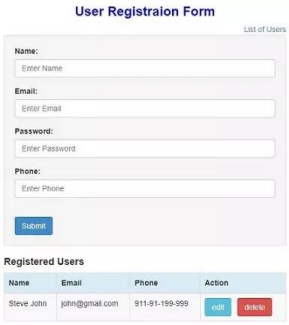 User Registraion Form
List of Users
Name:
Enter Name
Email:
Enter Email
Password:
Enter Password
Phone:
Enter Phone
Submit
Registered Users
Name Email Phone Action
Steve John john@gmail.com 911-91-199-999 edit delete